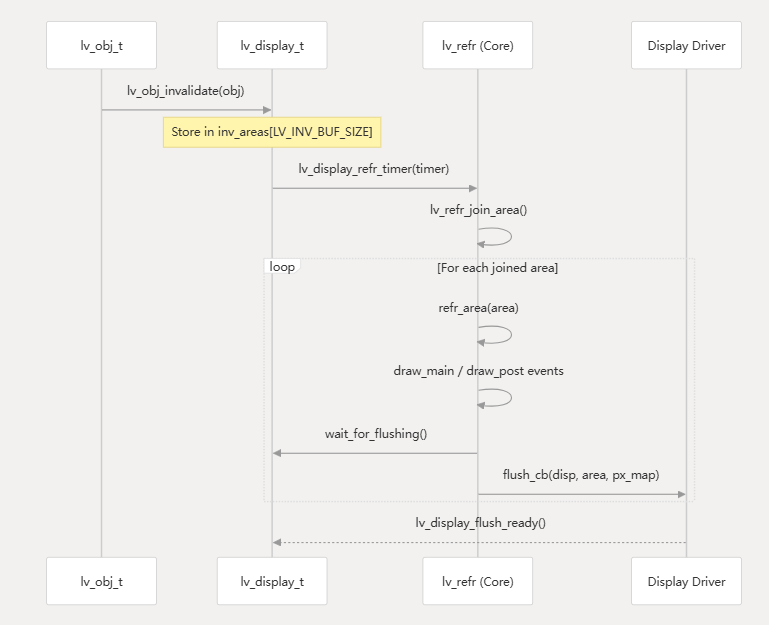 lv_obj_t
lv_display_t
lv_refr (Core)
Display Driver
lv_obj_invalidate(obj)
Store in inv_areas[LV_INV_BUF_SIZE]
lv_display_refr_timer(timer)
lv_refr_join_area()
loop
[For each joined area]
refr_area(area)
draw_main / draw_post events
wait_for_flushing()
flush_cb(disp, area, px_map)
lv_display_flush_ready()
lv_obj_t
lv_display_t
lv_refr (Core)
Display Driver